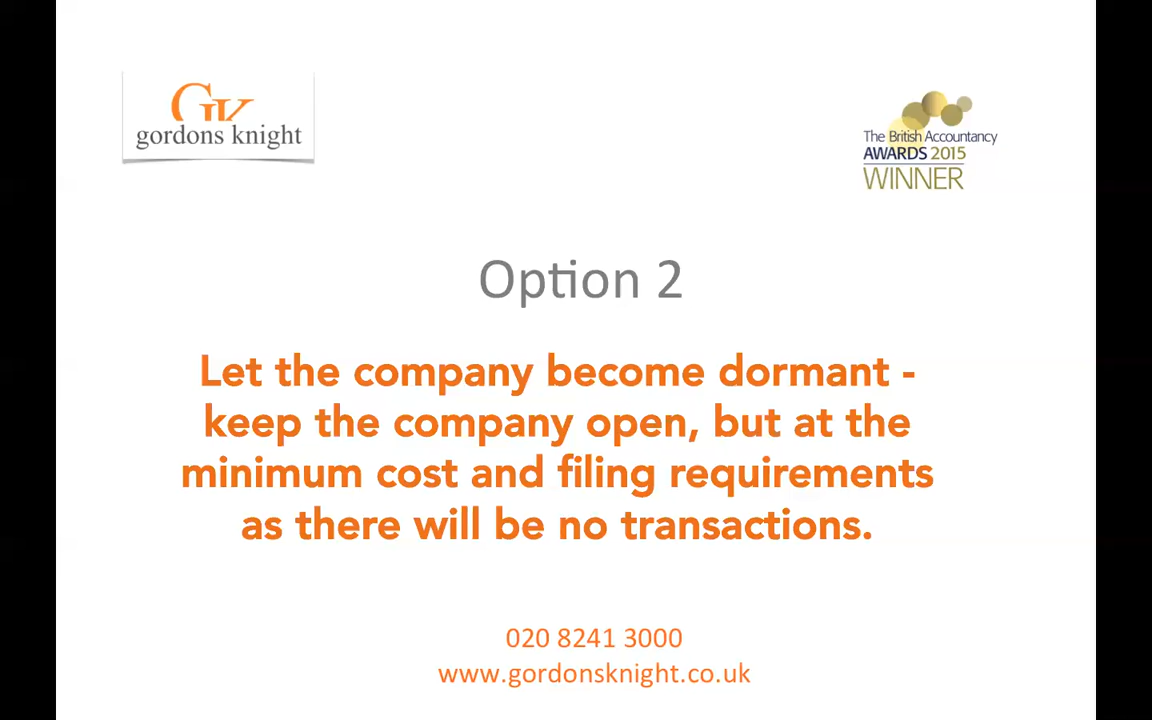 GK
gordons knight
The British Accountancy
AWARDS 2015
WINNER
Option 2
Let the company become dormant -
keep the company open, but at the
minimum cost and filing requirements
as there will be no transactions.
020 8241 3000
www.gordonsknight.co.uk